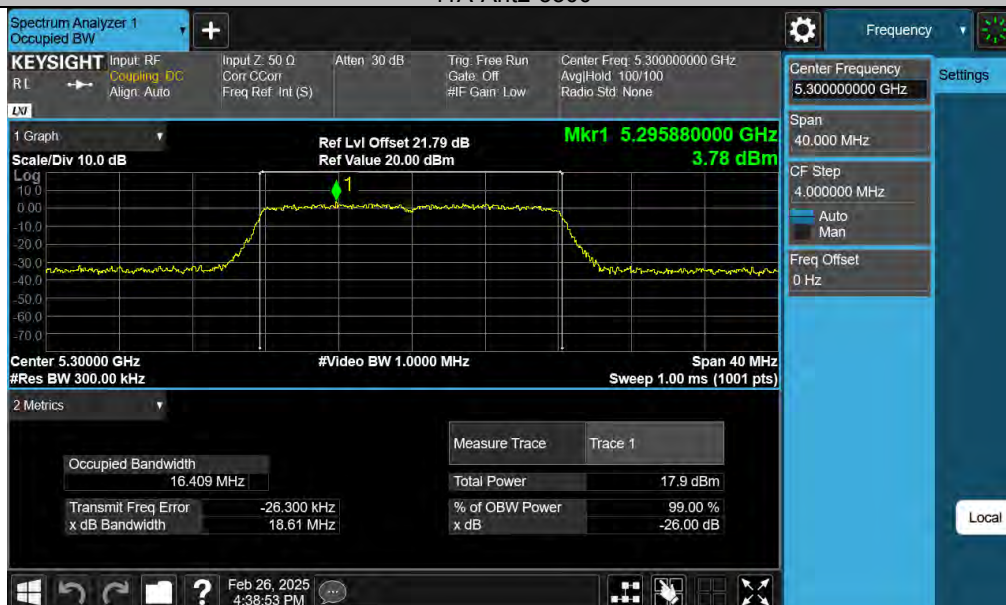 Spectrum Analyzer 1
Occupied BW
+
Frequency
KEYSIGHT
RL
LXI
Input: RF
Coupling: DC
Align: Auto
Input Z: 50 Ω
Corr CCorr
Freq Ref: Int (S)
Atten: 30 dB
Trig: Free Run
Gate: Off
#IF Gain: Low
Center Freq: 5.300000000 GHz
Avg|Hold: 100/100
Radio Std: None
Center Frequency
5.300000000 GHz
Settings
Span
40.000 MHz
CF Step
4.000000 MHz
Auto
Man
Freq Offset
0 Hz
1 Graph
Ref Lvl Offset 21.79 dB
Mkr1 5.295880000 GHz
Scale/Div 10.0 dB
Ref Value 20.00 dBm
3.78 dBm
Log
10.0
0.00
-10.0
-20.0
-30.0
-40.0
-50.0
-60.0
-70.0
1
Center 5.30000 GHz
#Video BW 1.0000 MHz
Span 40 MHz
#Res BW 300.00 kHz
Sweep 1.00 ms (1001 pts)
2 Metrics
Measure Trace
Trace 1
Occupied Bandwidth
16.409 MHz
Total Power
17.9 dBm
Transmit Freq Error
-26.300 kHz
% of OBW Power
99.00 %
x dB Bandwidth
18.61 MHz
x dB
-26.00 dB
Local
?
Feb 26, 2025
4:38:53 PM